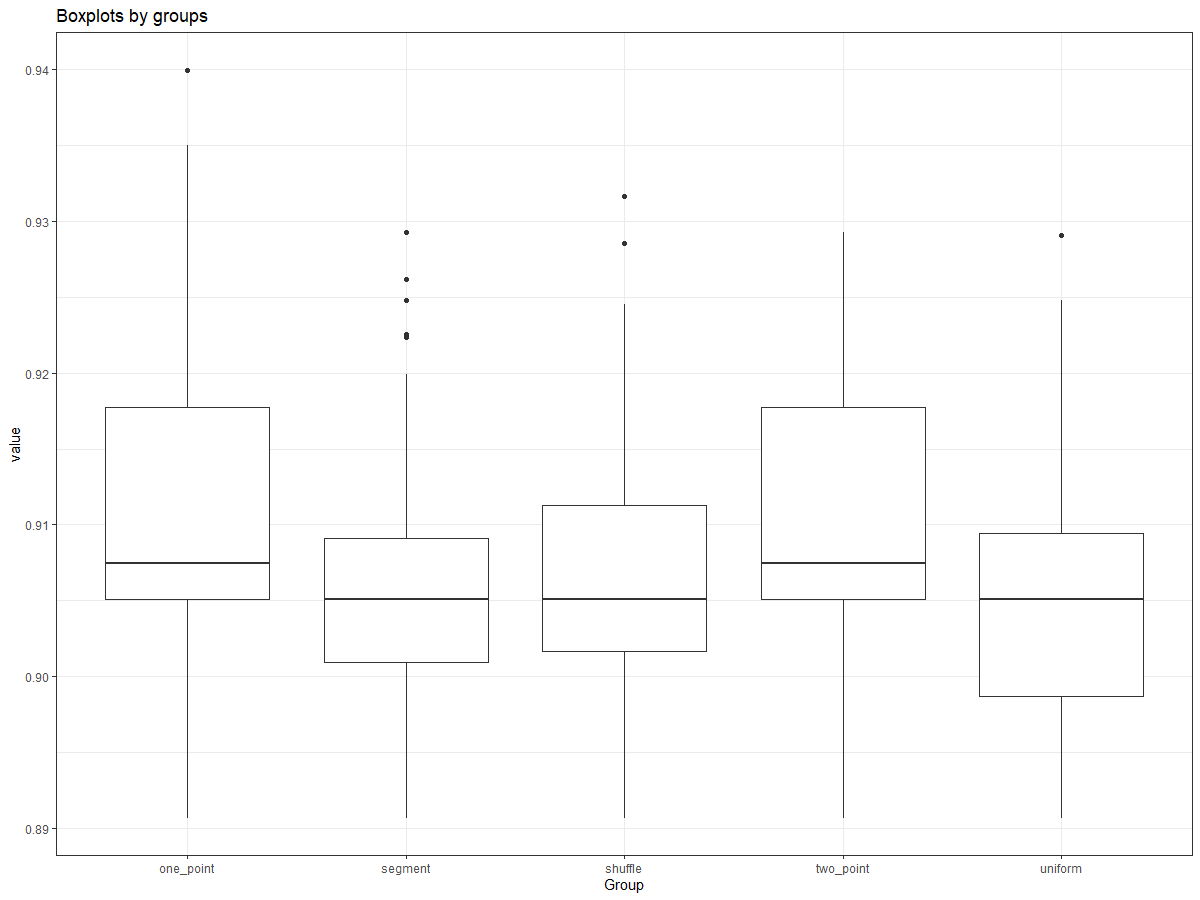 Boxplots by groups
0.94
0.93
0.92
0.91
0.90
0.89
value
one_point segment shuffle two_point uniform
Group